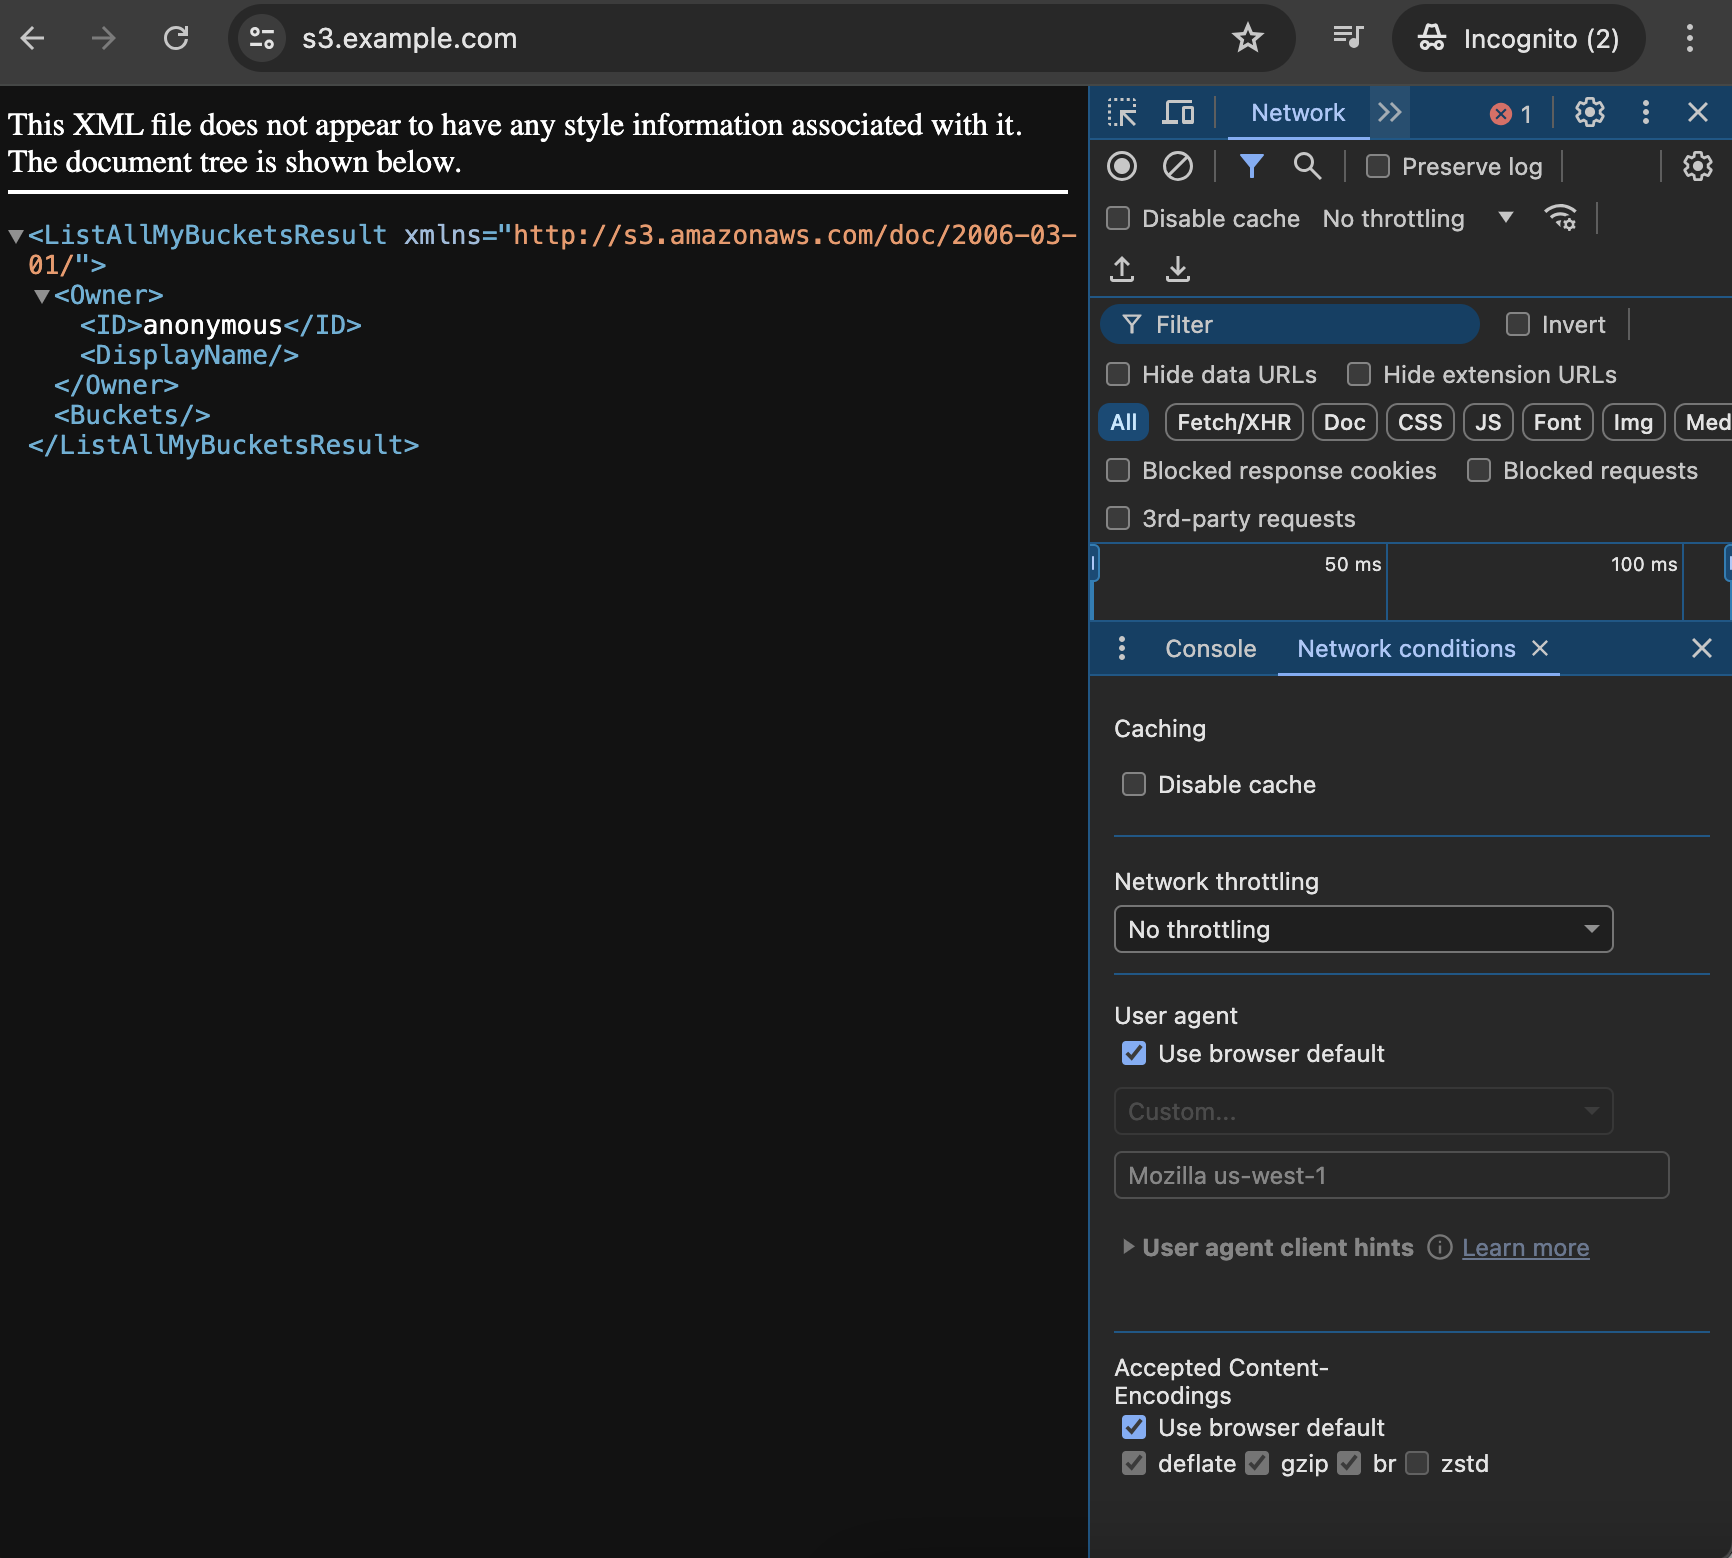 s3.example.com
Incognito (2)
This XML file does not appear to have any style information associated with it.
The document tree is shown below.
<ListAllMyBucketsResult xmlns="http://s3.amazonaws.com/doc/2006-03-
01/">
<Owner>
<ID>anonymous</ID>
<DisplayName/>
</Owner>
<Buckets/>
</ListAllMyBucketsResult>
Network
1
Preserve log
Disable cache
No throttling
Filter
Invert
Hide data URLs
Hide extension URLs
All Fetch/XHR Doc CSS JS Font Img Med
Blocked response cookies
Blocked requests
3rd-party requests
50 ms
100 ms
Console
Network conditions
Caching
Disable cache
Network throttling
No throttling
User agent
Use browser default
Custom...
Mozilla us-west-1
User agent client hints
Learn more
Accepted Content-
Encodings
Use browser default
deflate gzip br zstd